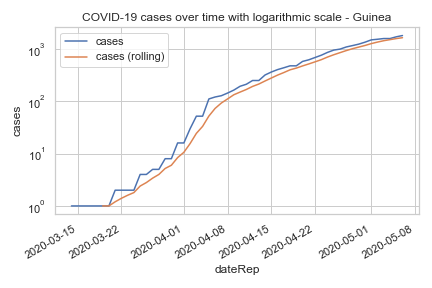 COVID-19 cases over time with logarithmic scale - Guinea
cases
cases (rolling)
10³
10²
10¹
10⁰
cases
2020-03-15
2020-03-22
2020-04-01
2020-04-08
2020-04-15
2020-04-22
2020-05-01
2020-05-08
dateRep